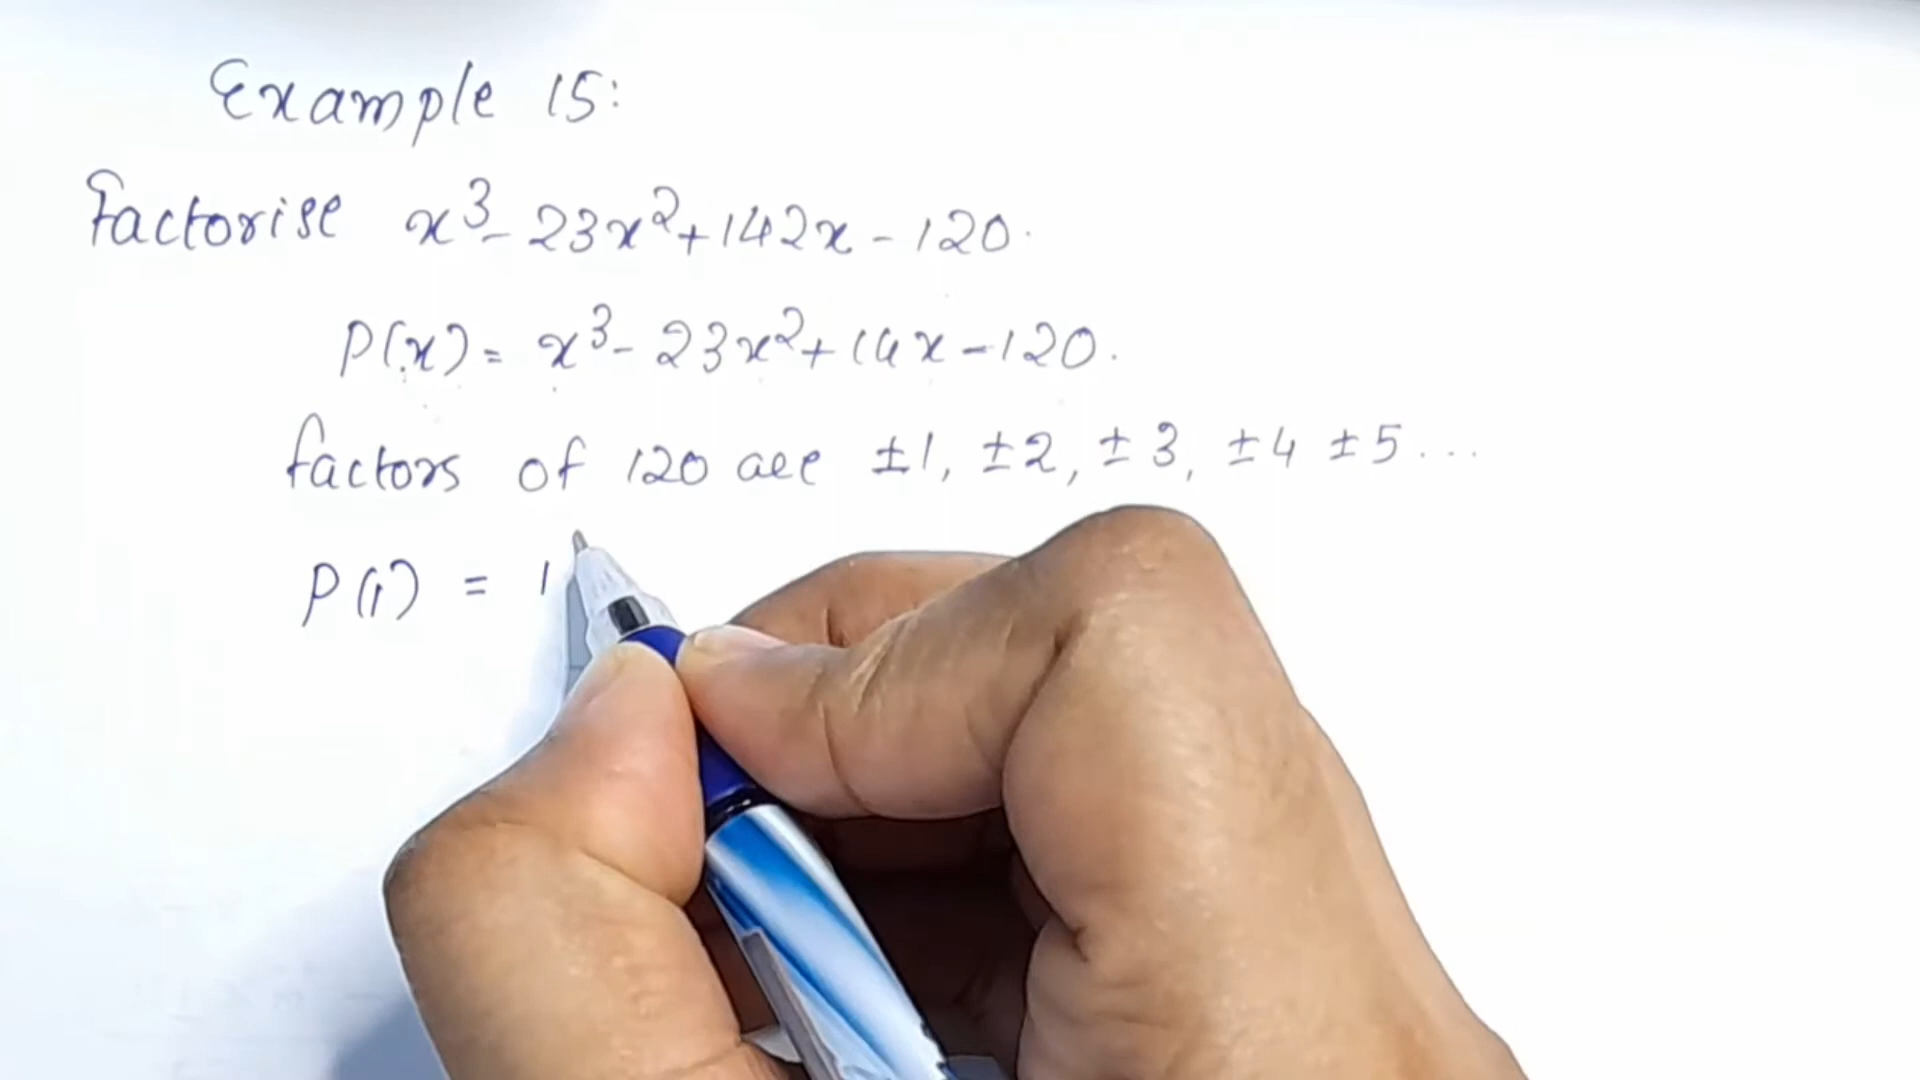 Example 15:
Factorise x³- 23x²+142x - 120.
P(x) = x³- 23x²+14x - 120.
factors of 120 are ±1, ±2, ±3, ±4 ±5...
P(1) = 1